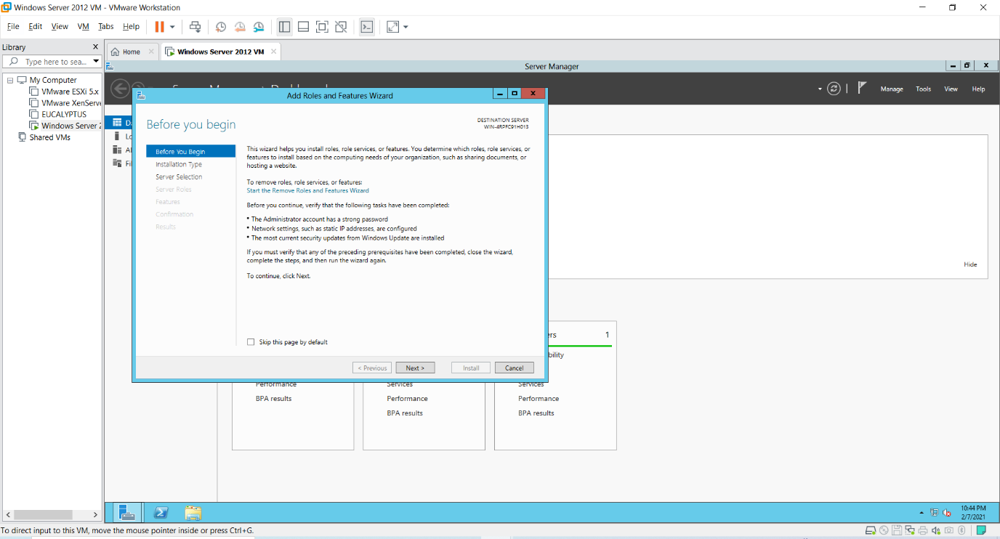 Windows Server 2012 VM - VMware Workstation
File Edit View VM Tabs Help
Library
Type here to sea...
My Computer
VMware ESXi 5.x
VMware XenServe
EUCALYPTUS
Windows Server 2
Shared VMs
Home
Windows Server 2012 VM
Server Manager
Manage Tools View Help
Add Roles and Features Wizard
Before you begin
DESTINATION SERVER
WIN-4RPFC91H013
Before You Begin
Installation Type
Server Selection
Server Roles
Features
Confirmation
Results
This wizard helps you install roles, role services, or features. You determine which roles, role services, or
features to install based on the computing needs of your organization, such as sharing documents, or
hosting a website.
To remove roles, role services, or features:
Start the Remove Roles and Features Wizard
Before you continue, verify that the following tasks have been completed:
• The Administrator account has a strong password
• Network settings, such as static IP addresses, are configured
• The most current security updates from Windows Update are installed
If you must verify that any of the preceding prerequisites have been completed, close the wizard,
complete the steps, and then run the wizard again.
To continue, click Next.
Skip this page by default
< Previous Next > Install Cancel
Hide
ers 1
bility
Performance
BPA results
Services
Performance
BPA results
Services
Performance
BPA results
10:44 PM
2/7/2021
To direct input to this VM, move the mouse pointer inside or press Ctrl+G.